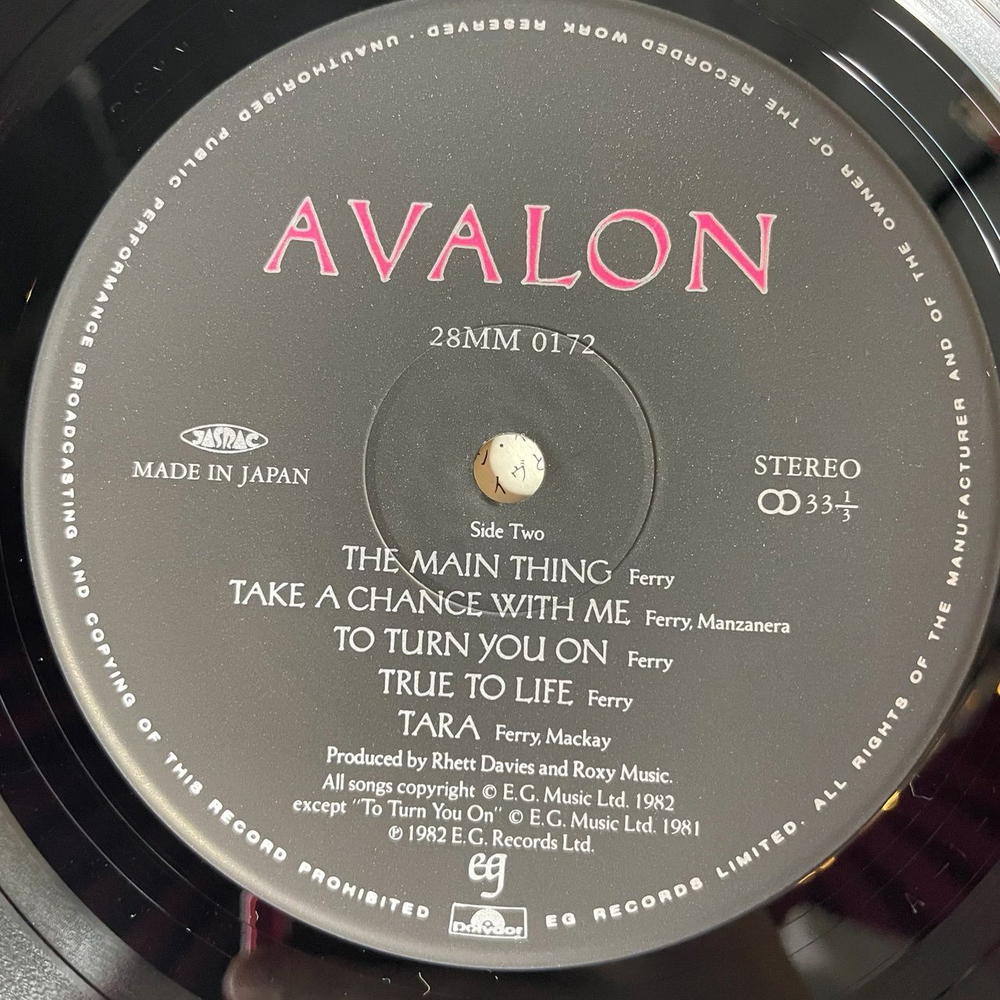 AVALON
28MM 0172
JASRAC
MADE IN JAPAN
STEREO
33 1/3
Side Two
THE MAIN THING Ferry
TAKE A CHANCE WITH ME Ferry, Manzanera
TO TURN YOU ON Ferry
TRUE TO LIFE Ferry
TARA Ferry, Mackay
Produced by Rhett Davies and Roxy Music.
All songs copyright © E.G. Music Ltd. 1982
except "To Turn You On" © E.G. Music Ltd. 1981
℗ 1982 E.G. Records Ltd.
eg
Polydor
EG RECORDS LIMITED. ALL RIGHTS OF THE MANUFACTURER AND OF THE OWNER OF THE RECORDED WORK RESERVED · UNAUTHORISED PUBLIC PERFORMANCE BROADCASTING AND COPYING OF THIS RECORD PROHIBITED